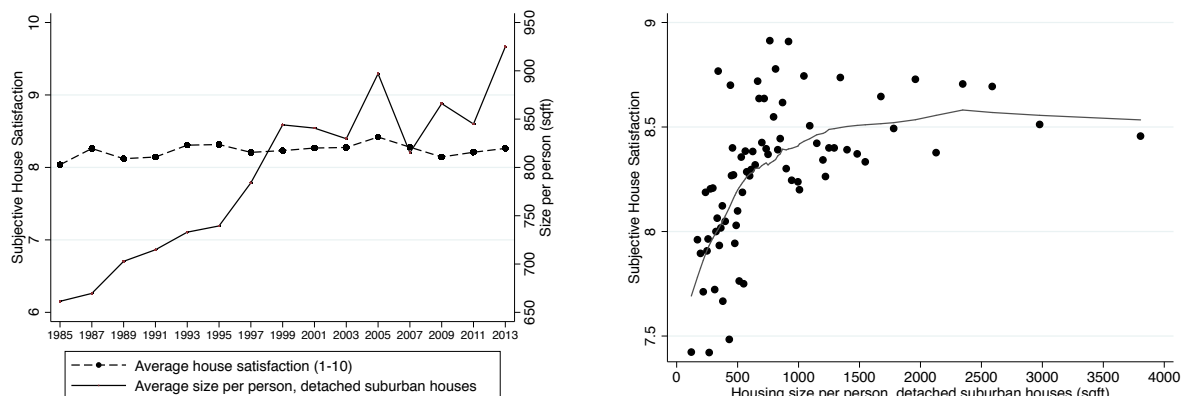 10
9
8
7
6
Subjective House Satisfaction
950
900
850
800
750
700
650
Size per person (sqft)
1985 1987 1989 1991 1993 1995 1997 1999 2001 2003 2005 2007 2009 2011 2013
Average house satisfaction (1-10)
Average size per person, detached suburban houses
9
8.5
8
7.5
Subjective House Satisfaction
0 500 1000 1500 2000 2500 3000 3500 4000
Housing size per person, detached suburban houses (sqft)